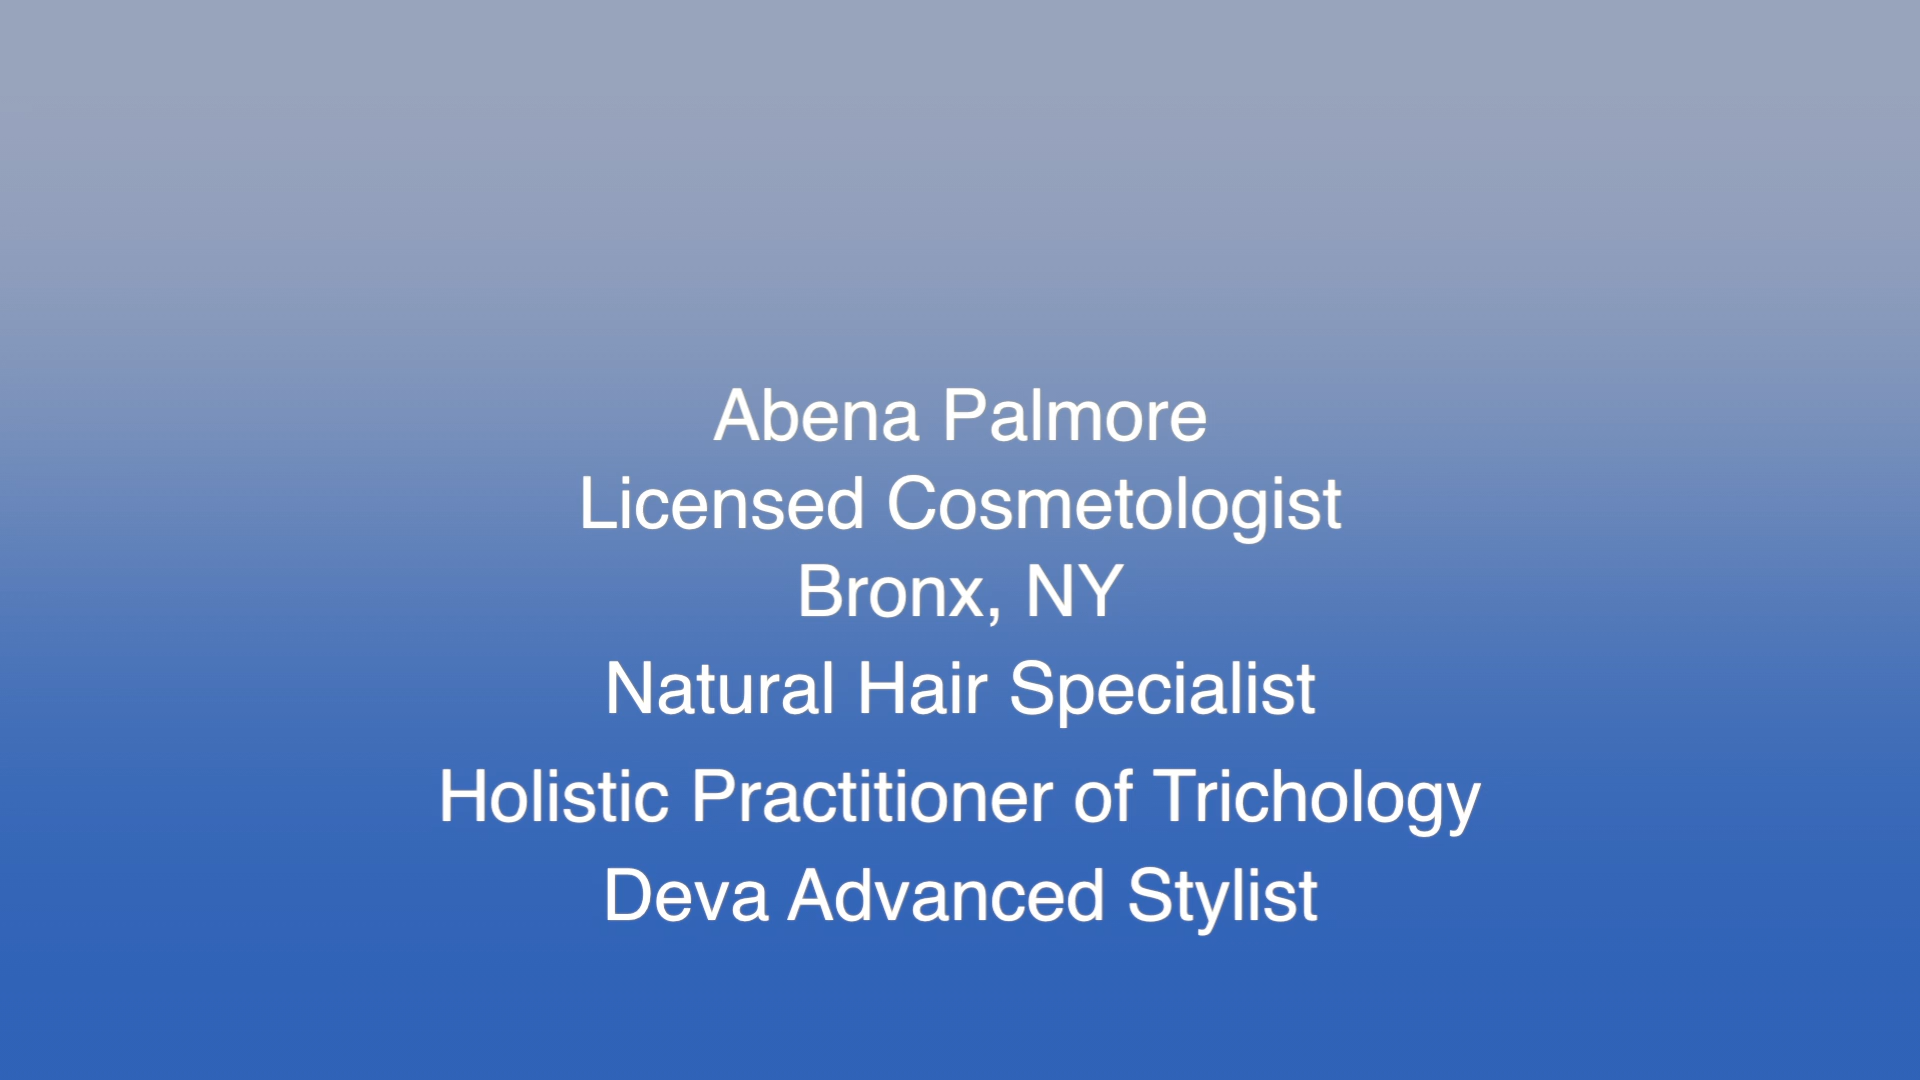 Abena Palmore
Licensed Cosmetologist
Bronx, NY
Natural Hair Specialist
Holistic Practitioner of Trichology
Deva Advanced Stylist